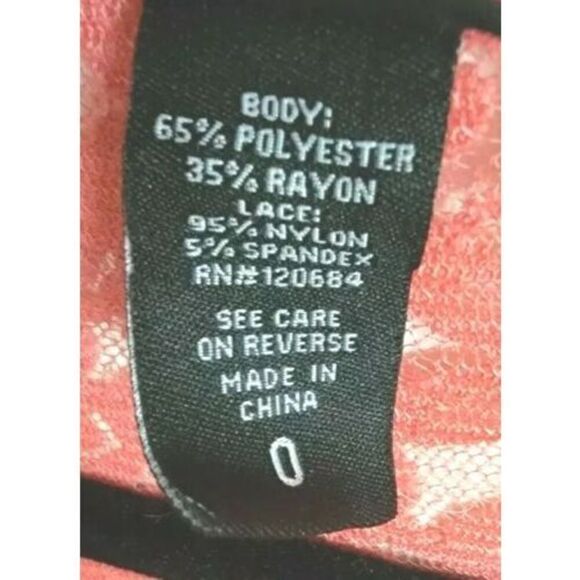 BODY:
65% POLYESTER
35% RAYON
LACE:
95% NYLON
5% SPANDEX
RN#120684
SEE CARE
ON REVERSE
MADE IN
CHINA
0